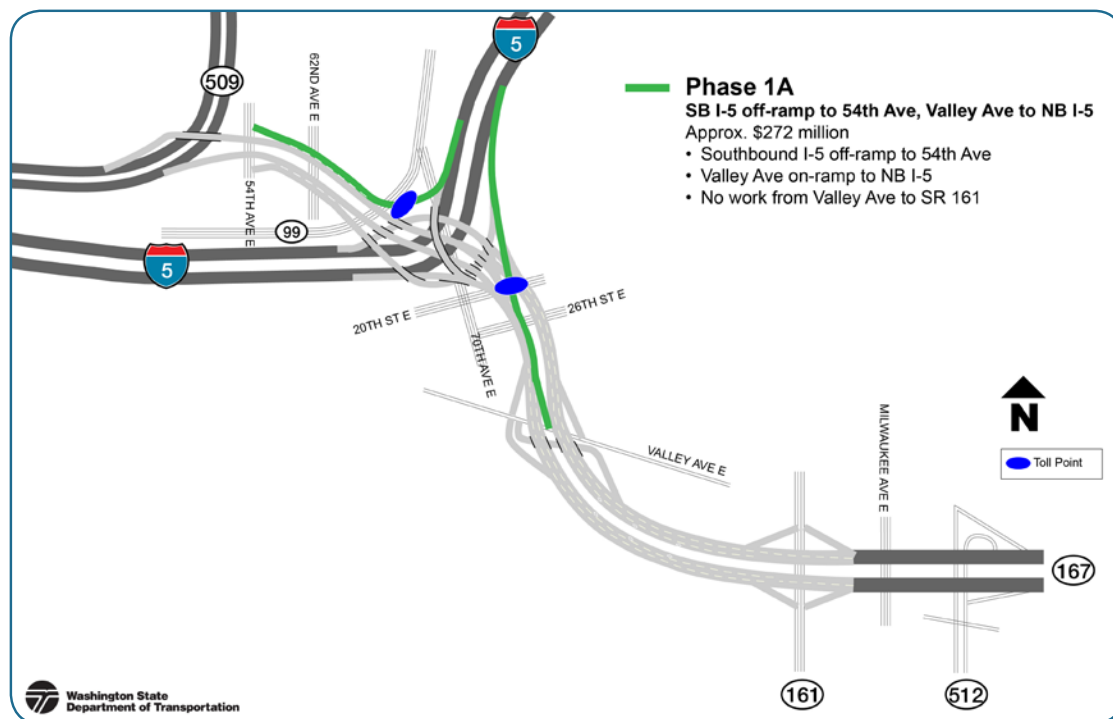 5
509
62ND AVE E
Phase 1A
SB I-5 off-ramp to 54th Ave, Valley Ave to NB I-5
Approx. $272 million
• Southbound I-5 off-ramp to 54th Ave
• Valley Ave on-ramp to NB I-5
• No work from Valley Ave to SR 161
54TH AVE E
99
5
20TH ST E
26TH ST E
70TH AVE E
N
Toll Point
MILWAUKEE AVE E
VALLEY AVE E
167
161
512
Washington State
Department of Transportation